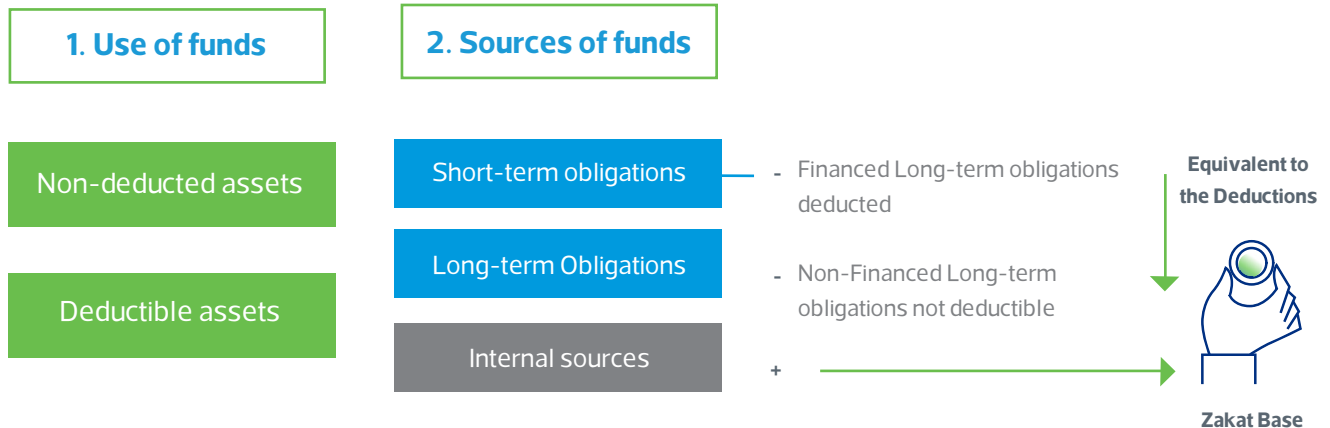 1. Use of funds
2. Sources of funds
Non-deducted assets
Deductible assets
Short-term obligations
Long-term Obligations
Internal sources
- Financed Long-term obligations
deducted
- Non-Financed Long-term
obligations not deductible
+
Equivalent to
the Deductions
Zakat Base